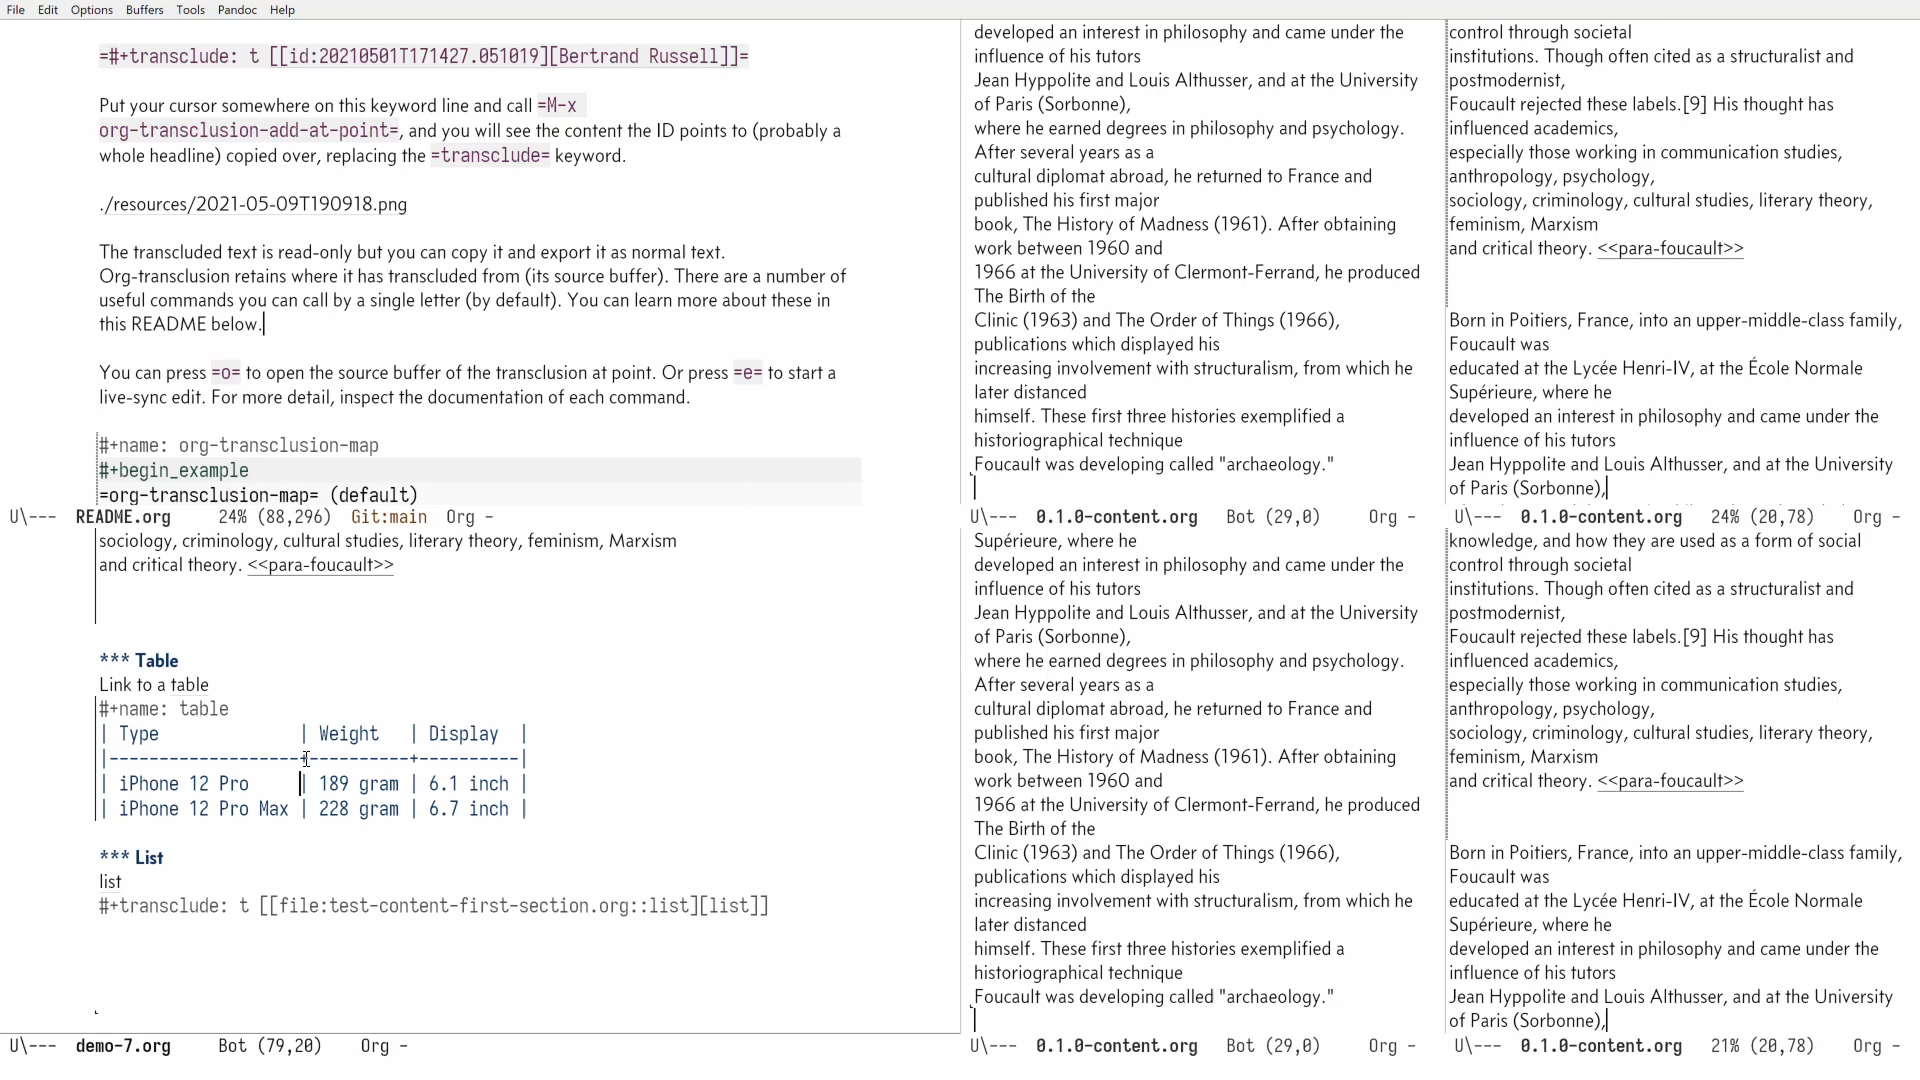 File Edit Options Buffers Tools Pandoc Help
=#+transclude: t [[id:20210501T171427.051019][Bertrand Russell]]=
Put your cursor somewhere on this keyword line and call =M-x
org-transclusion-add-at-point=, and you will see the content the ID points to (probably a
whole headline) copied over, replacing the =transclude= keyword.
./resources/2021-05-09T190918.png
The transcluded text is read-only but you can copy it and export it as normal text.
Org-transclusion retains where it has transcluded from (its source buffer). There are a number of
useful commands you can call by a single letter (by default). You can learn more about these in
this README below.
You can press =o= to open the source buffer of the transclusion at point. Or press =e= to start a
live-sync edit. For more detail, inspect the documentation of each command.
#+name: org-transclusion-map
#+begin_example
=org-transclusion-map= (default)
U\--- README.org 24% (88,296) Git:main Org -
developed an interest in philosophy and came under the
influence of his tutors
Jean Hyppolite and Louis Althusser, and at the University
of Paris (Sorbonne),
where he earned degrees in philosophy and psychology.
After several years as a
cultural diplomat abroad, he returned to France and
published his first major
book, The History of Madness (1961). After obtaining
work between 1960 and
1966 at the University of Clermont-Ferrand, he produced
The Birth of the
Clinic (1963) and The Order of Things (1966),
publications which displayed his
increasing involvement with structuralism, from which he
later distanced
himself. These first three histories exemplified a
historiographical technique
Foucault was developing called "archaeology."
U\--- 0.1.0-content.org Bot (29,0) Org -
control through societal
institutions. Though often cited as a structuralist and
postmodernist,
Foucault rejected these labels.[9] His thought has
influenced academics,
especially those working in communication studies,
anthropology, psychology,
sociology, criminology, cultural studies, literary theory,
feminism, Marxism
and critical theory. <<para-foucault>>
Born in Poitiers, France, into an upper-middle-class family,
Foucault was
educated at the Lycée Henri-IV, at the École Normale
Supérieure, where he
developed an interest in philosophy and came under the
influence of his tutors
Jean Hyppolite and Louis Althusser, and at the University
of Paris (Sorbonne),
U\--- 0.1.0-content.org 24% (20,78) Org -
sociology, criminology, cultural studies, literary theory, feminism, Marxism
and critical theory. <<para-foucault>>
*** Table
Link to a table
#+name: table
| Type | Weight | Display |
|-------------------+----------+----------|
| iPhone 12 Pro | 189 gram | 6.1 inch |
| iPhone 12 Pro Max | 228 gram | 6.7 inch |
*** List
list
#+transclude: t [[file:test-content-first-section.org::list][list]]
U\--- demo-7.org Bot (79,20) Org -
Supérieure, where he
developed an interest in philosophy and came under the
influence of his tutors
Jean Hyppolite and Louis Althusser, and at the University
of Paris (Sorbonne),
where he earned degrees in philosophy and psychology.
After several years as a
cultural diplomat abroad, he returned to France and
published his first major
book, The History of Madness (1961). After obtaining
work between 1960 and
1966 at the University of Clermont-Ferrand, he produced
The Birth of the
Clinic (1963) and The Order of Things (1966),
publications which displayed his
increasing involvement with structuralism, from which he
later distanced
himself. These first three histories exemplified a
historiographical technique
Foucault was developing called "archaeology."
U\--- 0.1.0-content.org Bot (29,0) Org -
knowledge, and how they are used as a form of social
control through societal
institutions. Though often cited as a structuralist and
postmodernist,
Foucault rejected these labels.[9] His thought has
influenced academics,
especially those working in communication studies,
anthropology, psychology,
sociology, criminology, cultural studies, literary theory,
feminism, Marxism
and critical theory. <<para-foucault>>
Born in Poitiers, France, into an upper-middle-class family,
Foucault was
educated at the Lycée Henri-IV, at the École Normale
Supérieure, where he
developed an interest in philosophy and came under the
influence of his tutors
Jean Hyppolite and Louis Althusser, and at the University
of Paris (Sorbonne),
U\--- 0.1.0-content.org 21% (20,78) Org -